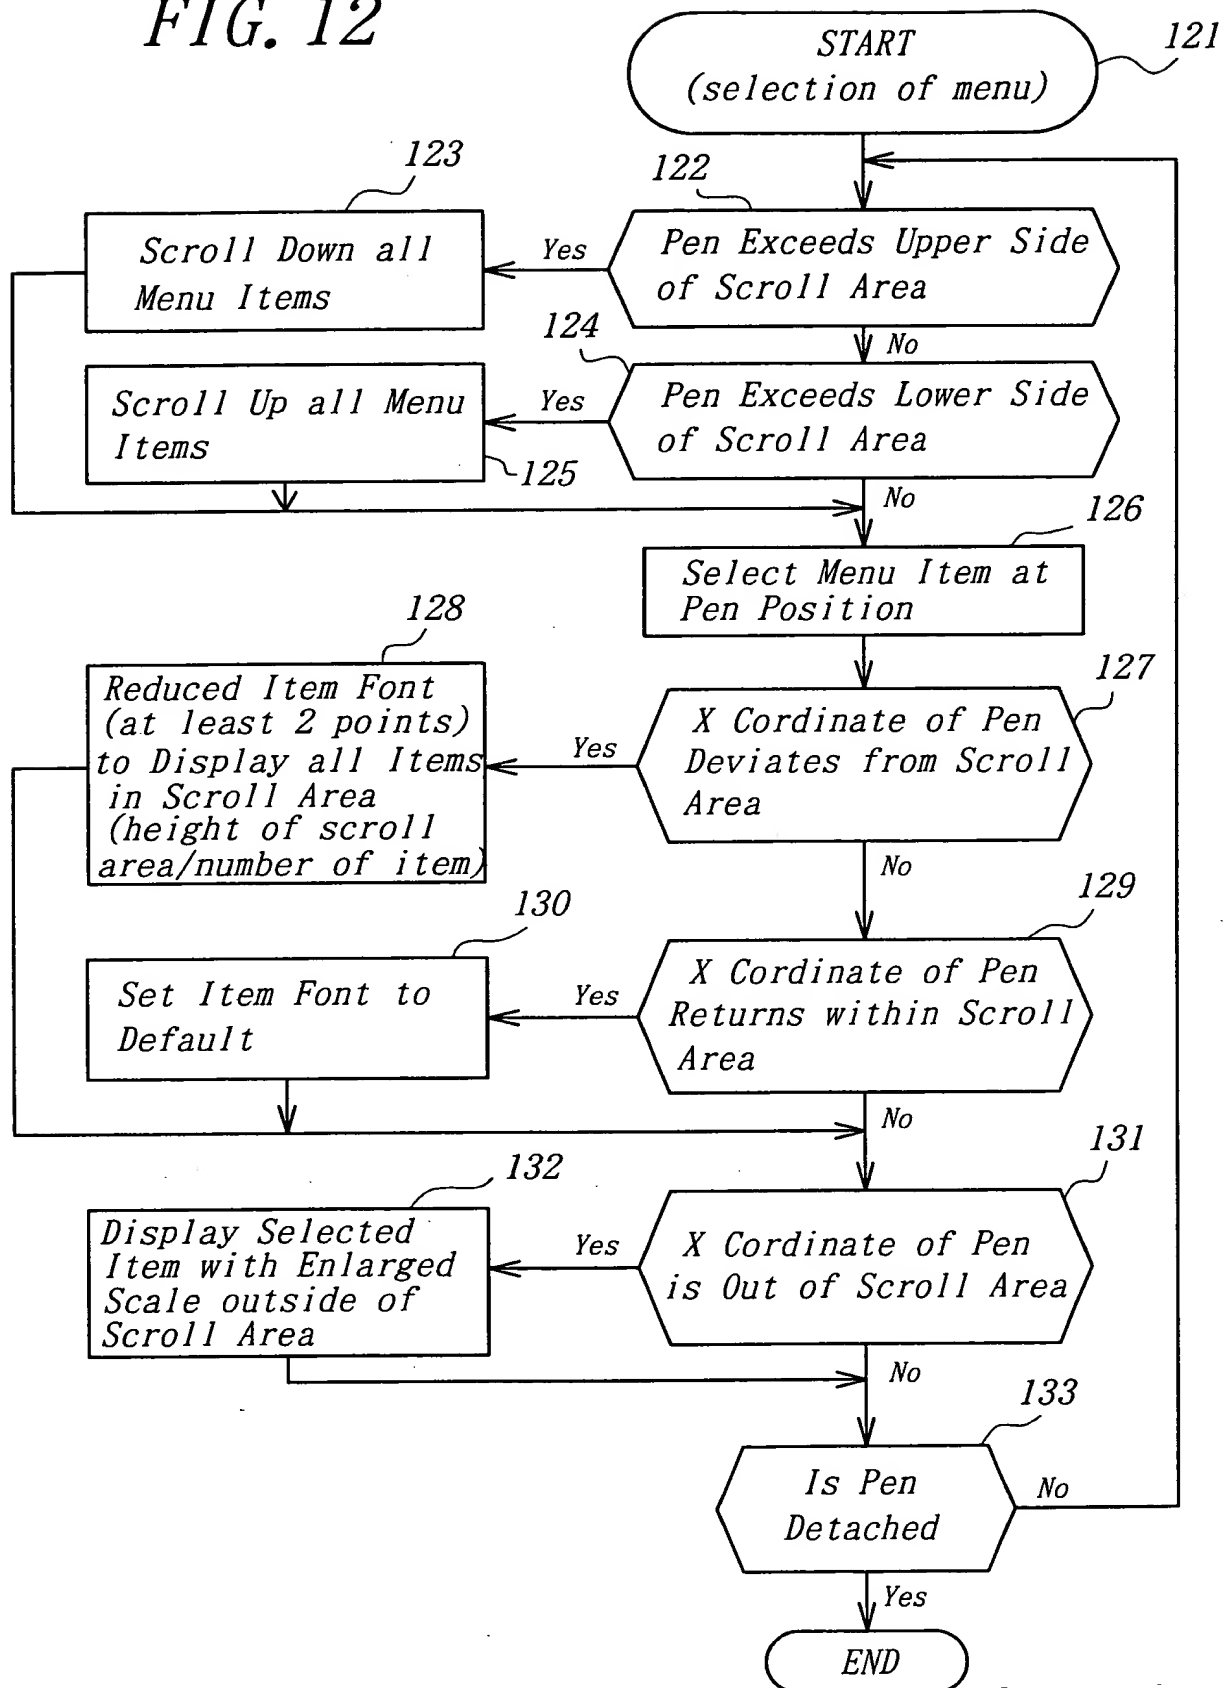 FIG. 12
START
(selection of menu)
121
123
122
Scroll Down all
Menu Items
Yes
Pen Exceeds Upper Side
of Scroll Area
124
No
Scroll Up all Menu
Items
Yes
Pen Exceeds Lower Side
of Scroll Area
125
No
126
Select Menu Item at
Pen Position
128
127
Reduced Item Font
(at least 2 points)
to Display all Items
in Scroll Area
(height of scroll
area/number of item)
Yes
X Cordinate of Pen
Deviates from Scroll
Area
No
130
129
Set Item Font to
Default
Yes
X Cordinate of Pen
Returns within Scroll
Area
No
131
132
Display Selected
Item with Enlarged
Scale outside of
Scroll Area
Yes
X Cordinate of Pen
is Out of Scroll Area
No
133
Is Pen
Detached
No
Yes
END